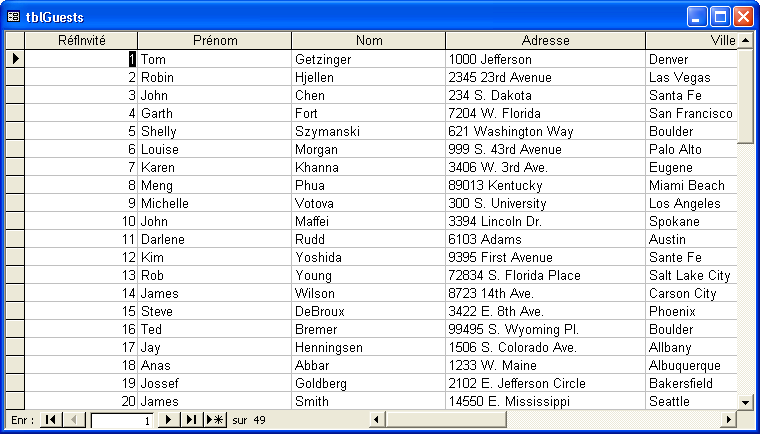 tblGuests
RéfInvité Prénom Nom Adresse Ville
1 Tom Getzinger 1000 Jefferson Denver
2 Robin Hjellen 2345 23rd Avenue Las Vegas
3 John Chen 234 S. Dakota Santa Fe
4 Garth Fort 7204 W. Florida San Francisco
5 Shelly Szymanski 621 Washington Way Boulder
6 Louise Morgan 999 S. 43rd Avenue Palo Alto
7 Karen Khanna 3406 W. 3rd Ave. Eugene
8 Meng Phua 89013 Kentucky Miami Beach
9 Michelle Votova 300 S. University Los Angeles
10 John Maffei 3394 Lincoln Dr. Spokane
11 Darlene Rudd 6103 Adams Austin
12 Kim Yoshida 9395 First Avenue Sante Fe
13 Rob Young 72834 S. Florida Place Salt Lake City
14 James Wilson 8723 14th Ave. Carson City
15 Steve DeBroux 3422 E. 8th Ave. Phoenix
16 Ted Bremer 99495 S. Wyoming Pl. Boulder
17 Jay Henningsen 1506 S. Colorado Ave. Allbany
18 Anas Abbar 1233 W. Maine Albuquerque
19 Jossef Goldberg 2102 E. Jefferson Circle Bakersfield
20 James Smith 14550 E. Mississippi Seattle
Enr : 1 sur 49